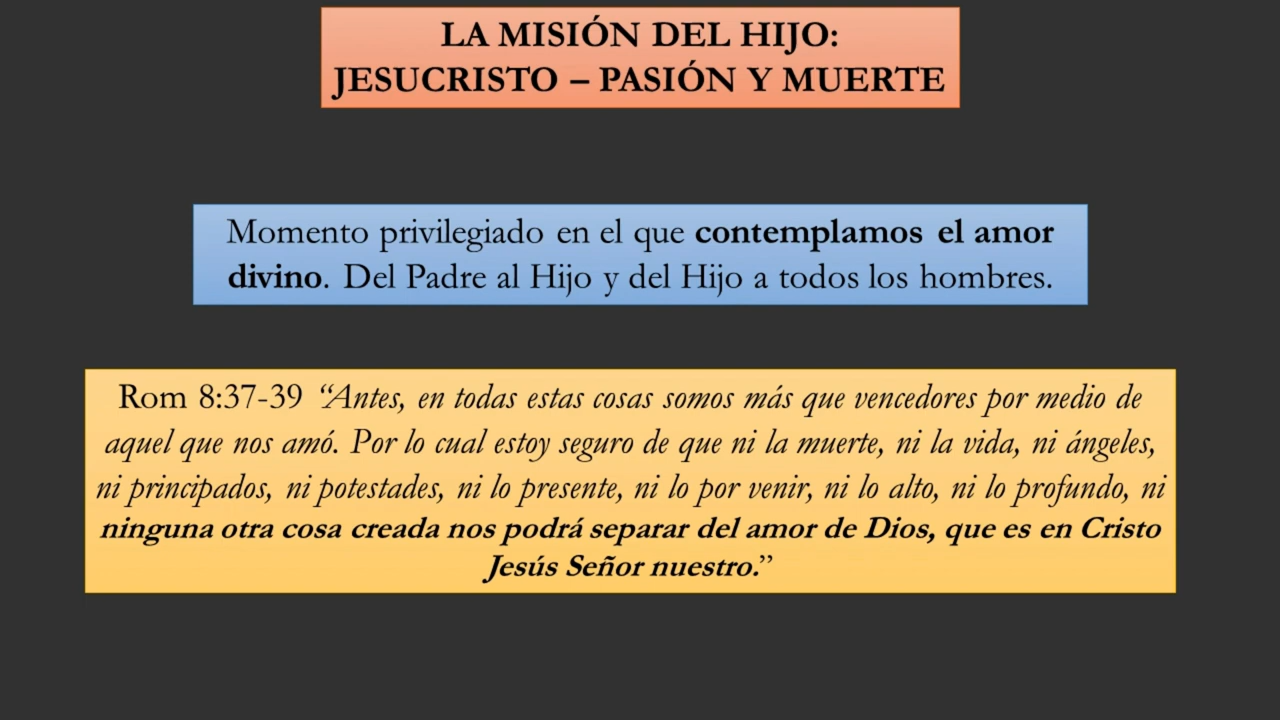 LA MISIÓN DEL HIJO:
JESUCRISTO – PASIÓN Y MUERTE
Momento privilegiado en el que contemplamos el amor
divino. Del Padre al Hijo y del Hijo a todos los hombres.
Rom 8:37-39 “Antes, en todas estas cosas somos más que vencedores por medio de
aquel que nos amó. Por lo cual estoy seguro de que ni la muerte, ni la vida, ni ángeles,
ni principados, ni potestades, ni lo presente, ni lo por venir, ni lo alto, ni lo profundo, ni
ninguna otra cosa creada nos podrá separar del amor de Dios, que es en Cristo
Jesús Señor nuestro.”